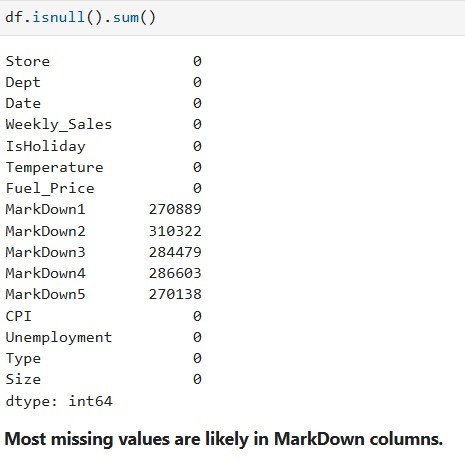 df.isnull().sum()
Store 0
Dept 0
Date 0
Weekly_Sales 0
IsHoliday 0
Temperature 0
Fuel_Price 0
MarkDown1 270889
MarkDown2 310322
MarkDown3 284479
MarkDown4 286603
MarkDown5 270138
CPI 0
Unemployment 0
Type 0
Size 0
dtype: int64
Most missing values are likely in MarkDown columns.